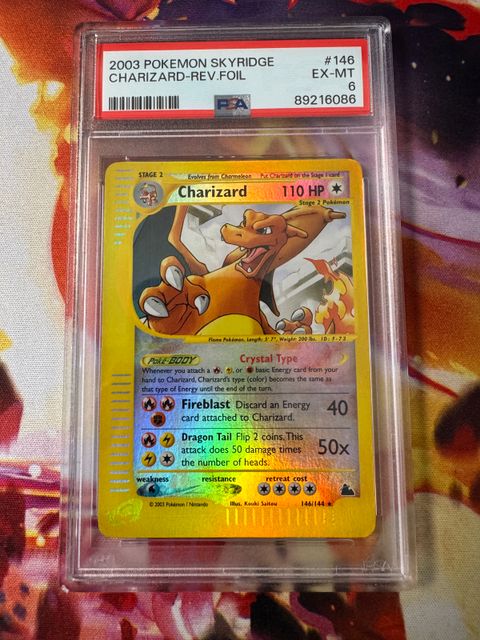 2003 POKEMON SKYRIDGE #146
CHARIZARD-REV.FOIL EX-MT
6
PSA 89216086
STAGE 2 Evolves from Charmeleon Put Charizard on the Stage 1 card
Charizard 110 HP
Stage 2 Pokémon
Flame Pokémon, Length: 5' 7", Weight: 200 lbs. ID: F-73
Poké-BODY Crystal Type
Whenever you attach a , , or basic Energy card from your
hand to Charizard, Charizard's type (color) becomes the same as
that type of Energy until the end of the turn.
Fireblast Discard an Energy 40
card attached to Charizard.
Dragon Tail Flip 2 coins. This 50x
attack does 50 damage times
the number of heads.
weakness resistance retreat cost
© 2003 Pokémon / Nintendo Illus. Kouki Saitou 146/144 ★